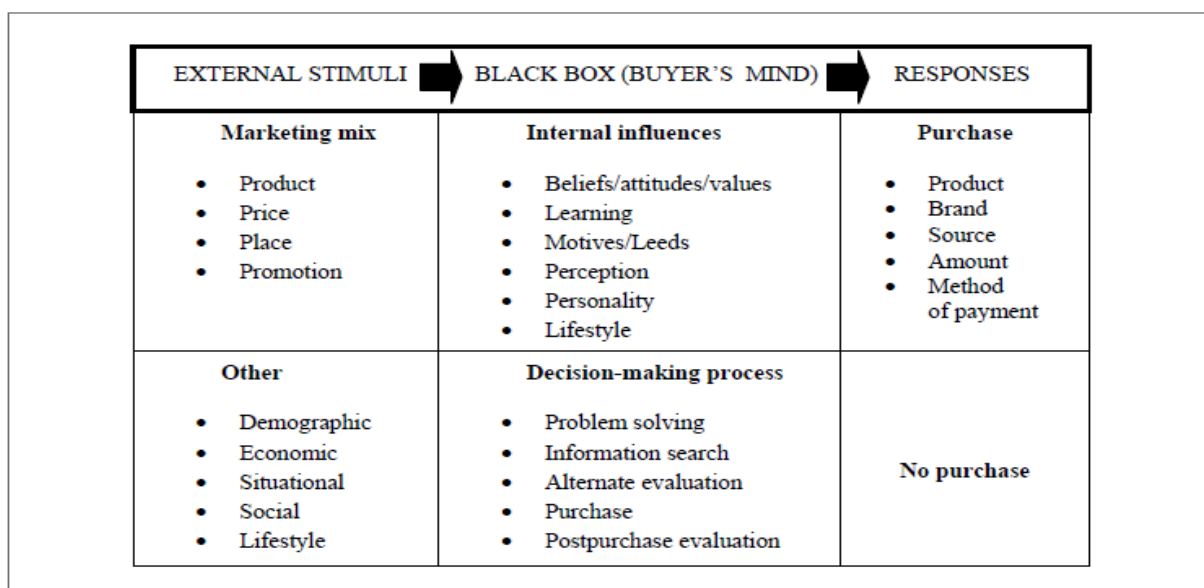 EXTERNAL STIMULI
BLACK BOX (BUYER'S MIND)
RESPONSES
Marketing mix
• Product
• Price
• Place
• Promotion
Internal influences
• Beliefs/attitudes/values
• Learning
• Motives/Leeds
• Perception
• Personality
• Lifestyle
Purchase
• Product
• Brand
• Source
• Amount
• Method
of payment
Other
• Demographic
• Economic
• Situational
• Social
• Lifestyle
Decision-making process
• Problem solving
• Information search
• Alternate evaluation
• Purchase
• Postpurchase evaluation
No purchase